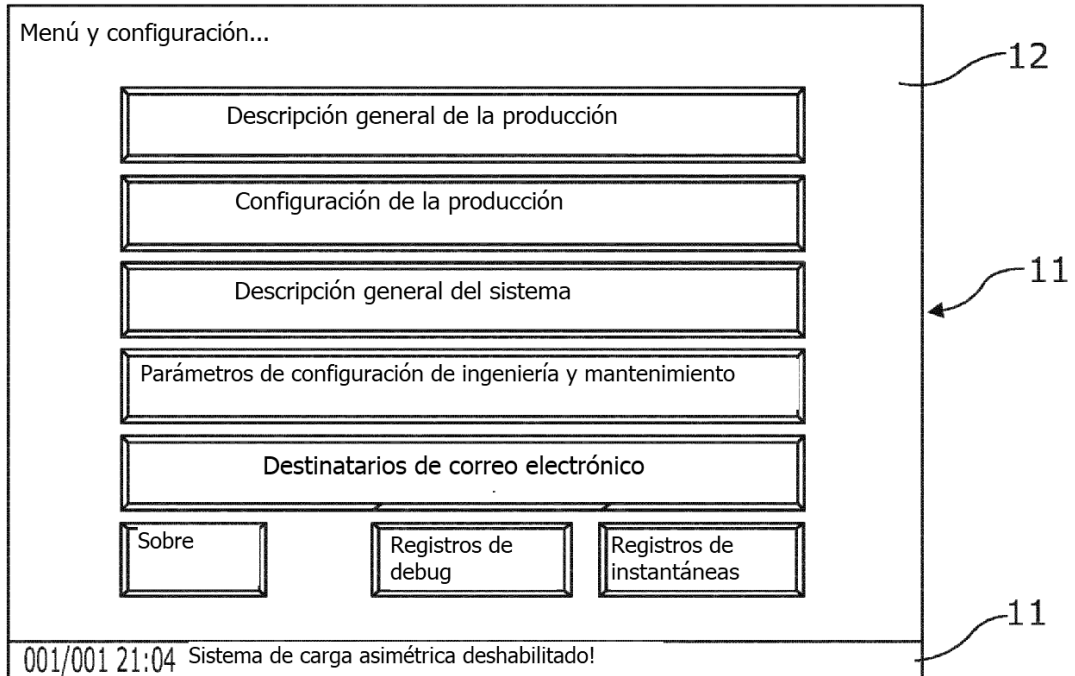 Menú y configuración...
12
Descripción general de la producción
Configuración de la producción
11
Descripción general del sistema
Parámetros de configuración de ingeniería y mantenimiento
Destinatarios de correo electrónico
Sobre
Registros de
debug
Registros de
instantáneas
11
001/001 21:04 Sistema de carga asimétrica deshabilitado!